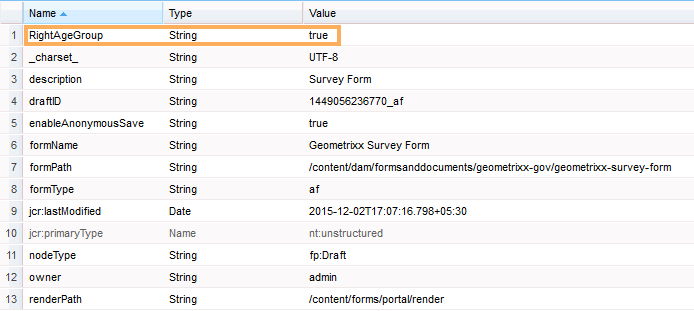 Name Type Value
1 RightAgeGroup String true
2 _charset_ String UTF-8
3 description String Survey Form
4 draftID String 1449056236770_af
5 enableAnonymousSave String true
6 formName String Geometrixx Survey Form
7 formPath String /content/dam/formsanddocuments/geometrixx-gov/geometrixx-survey-form
8 formType String af
9 jcr:lastModified Date 2015-12-02T17:07:16.798+05:30
10 jcr:primaryType Name nt:unstructured
11 nodeType String fp:Draft
12 owner String admin
13 renderPath String /content/forms/portal/render